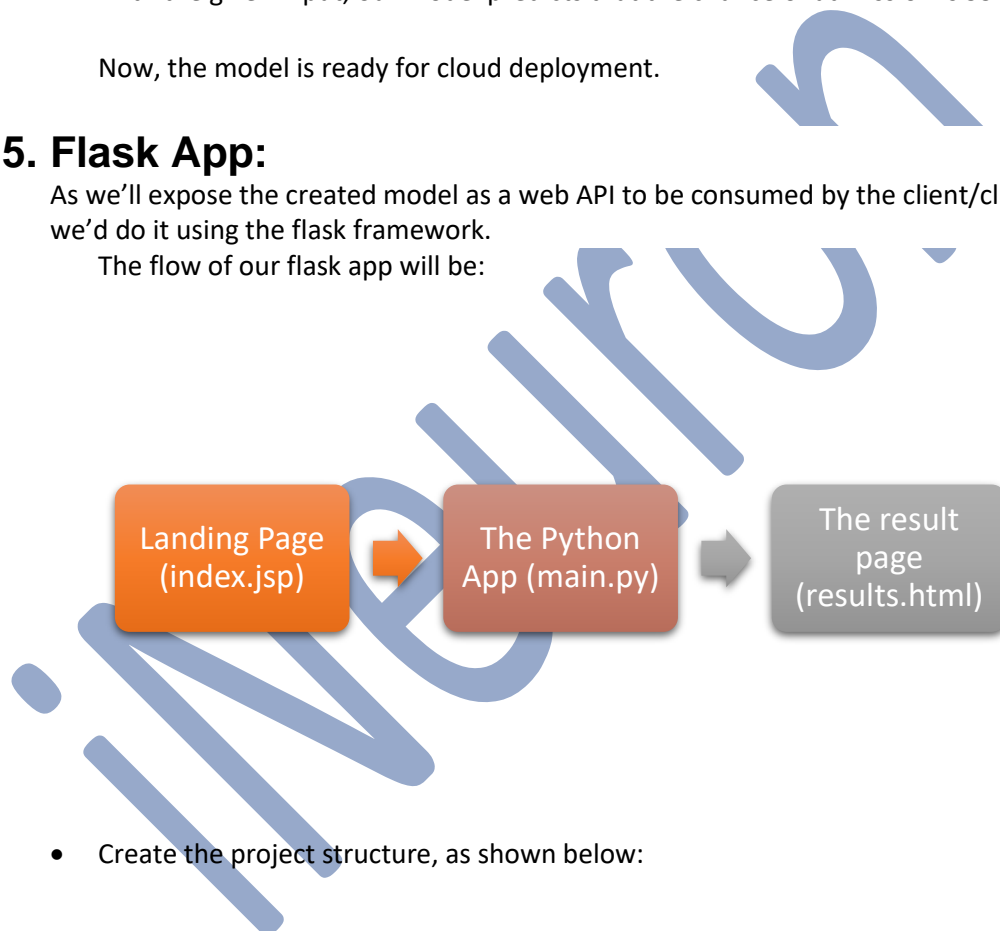 Now, the model is ready for cloud deployment.
5. Flask App:
As we’ll expose the created model as a web API to be consumed by the client/cl
we’d do it using the flask framework.
The flow of our flask app will be:
Landing Page
(index.jsp)
The Python
App (main.py)
The result
page
(results.html)
• Create the project structure, as shown below:
iNeuron